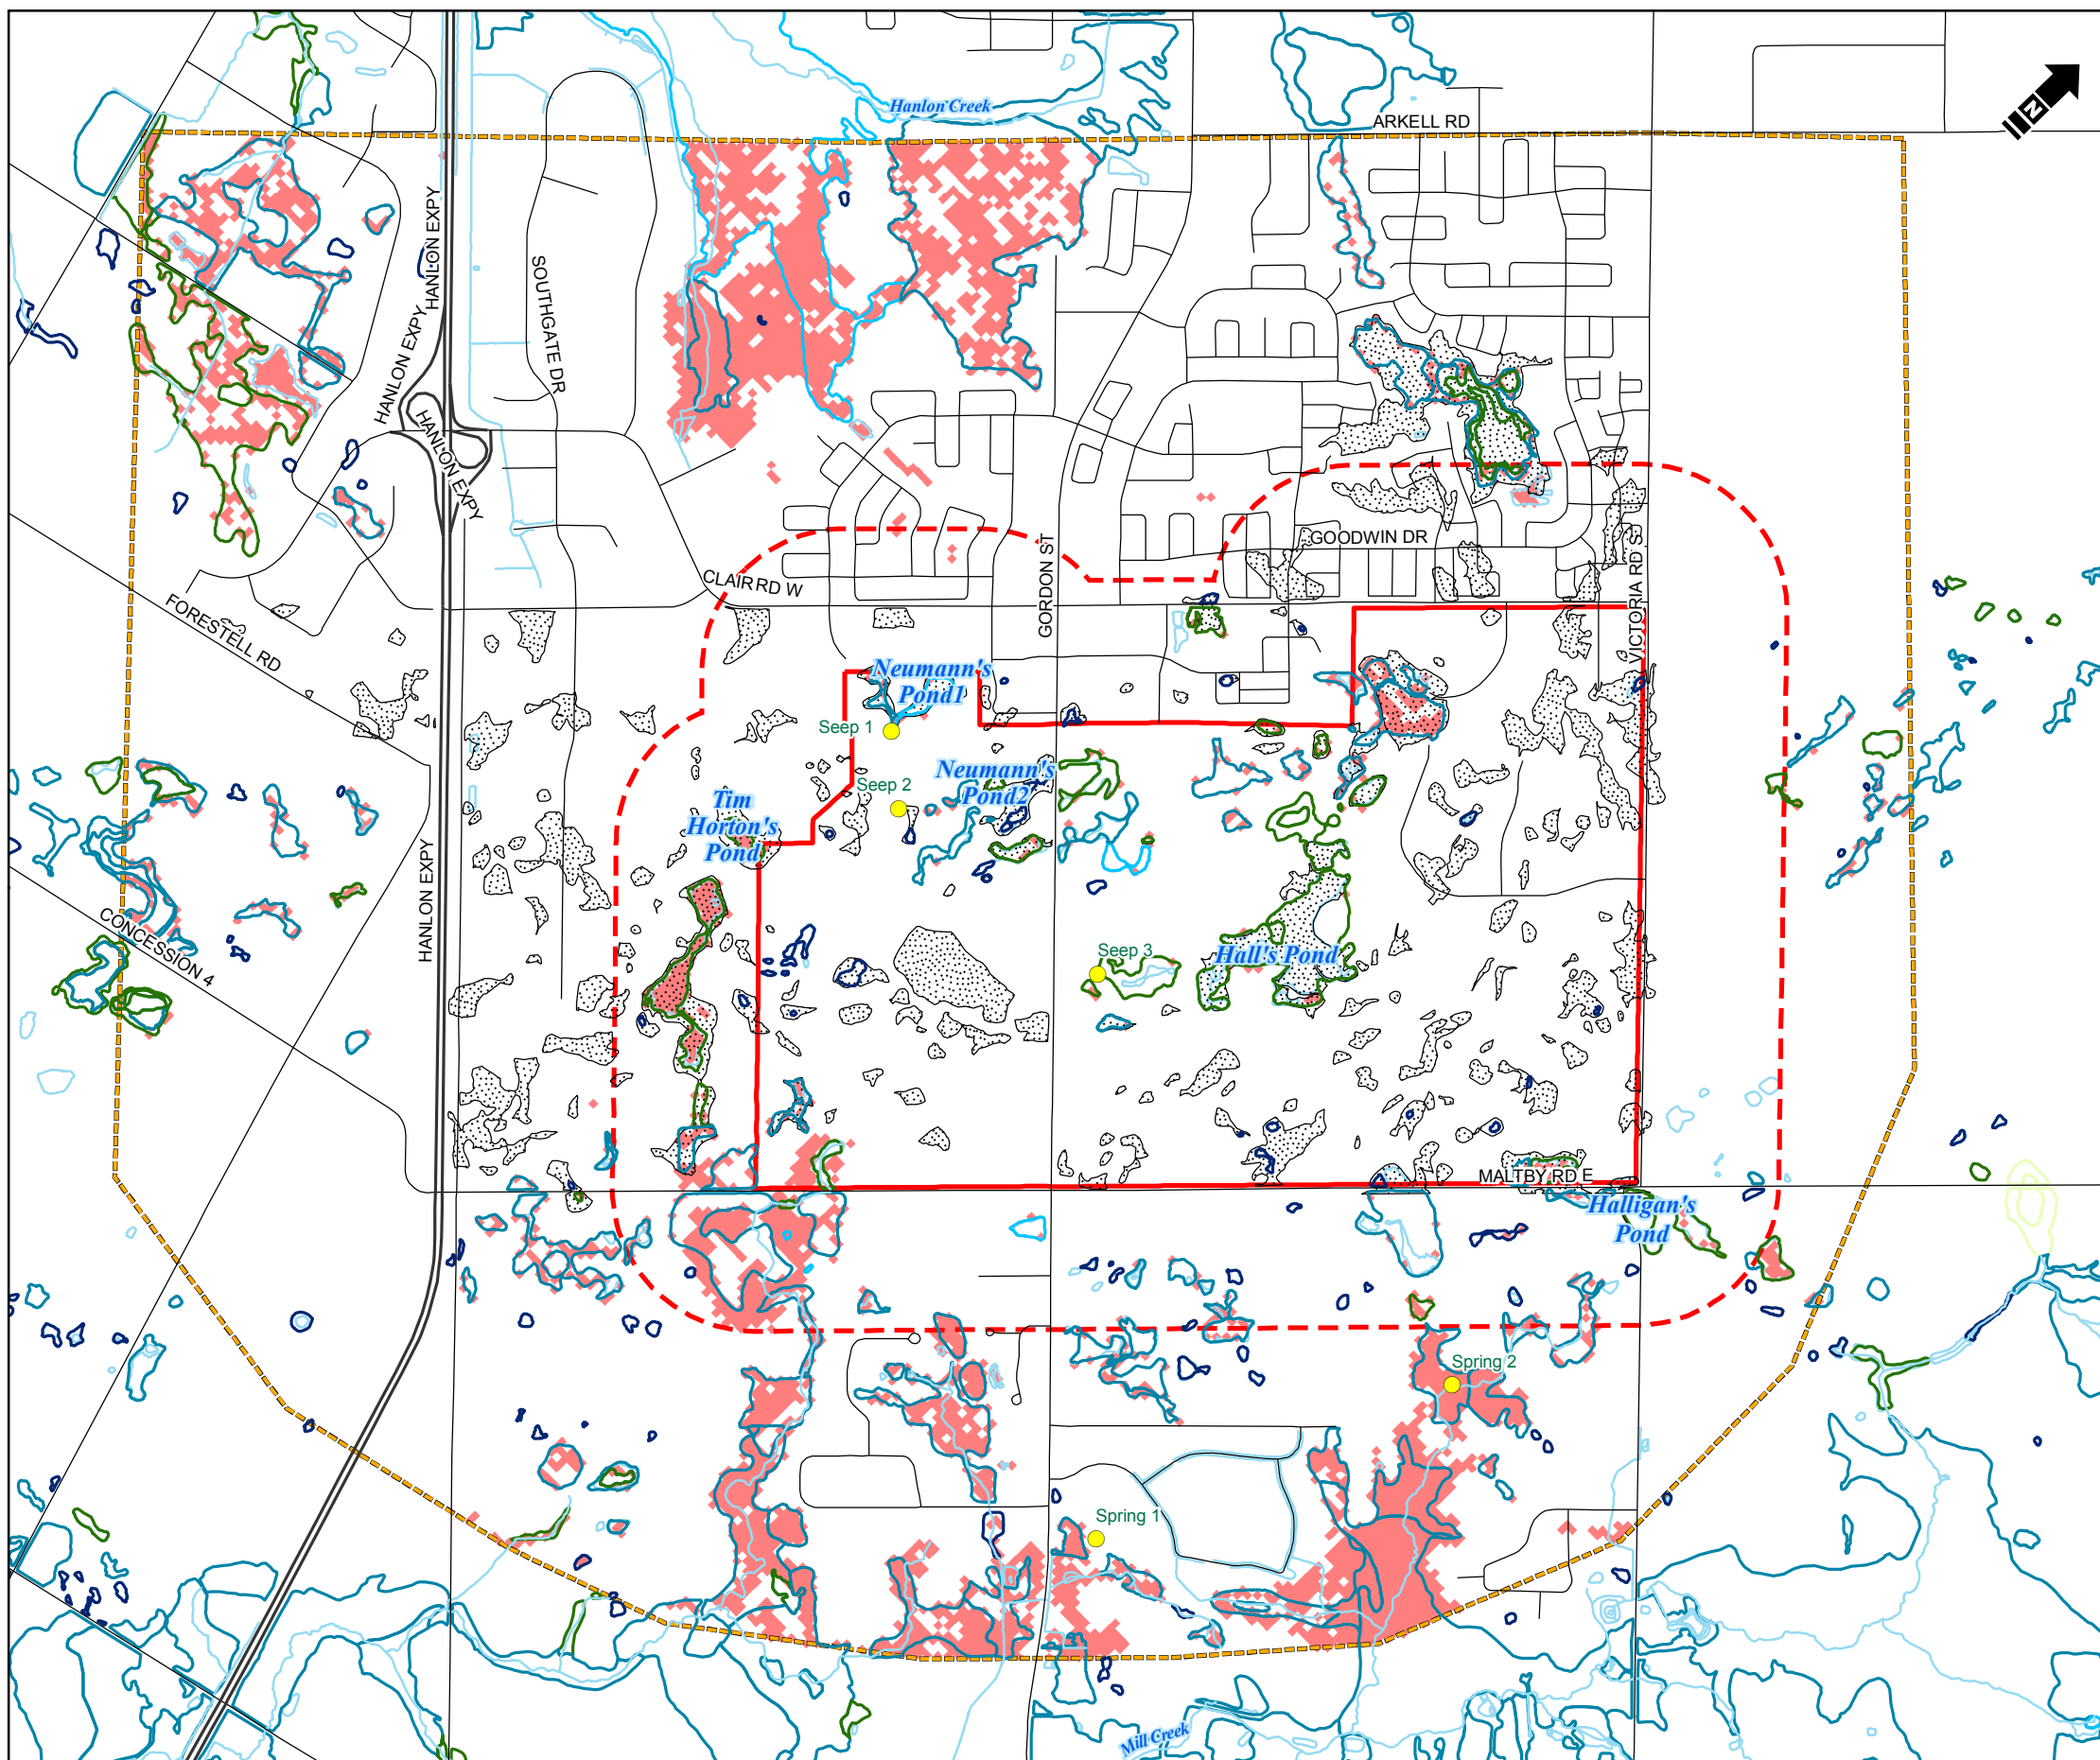 Hanlon Creek
ARKELL RD
N
HANLON EXPY
SOUTHGATE DR
HANLON EXPY
HANLON EXPY
GOODWIN DR
GORDON ST
VICTORIA RD S
CLAIR RD W
FORESTELL RD
Neumann's
Pond1
Seep 1
Neumann's
Pond2
Seep 2
Tim
Horton's
Pond
HANLON EXPY
CONCESSION 4
Seep 3
Hall's Pond
MALTBY RD E
Halligan's
Pond
Spring 2
Spring 1
Mill Creek